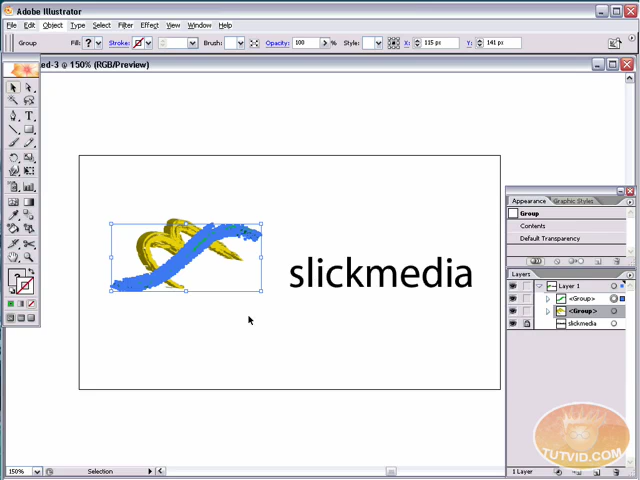 Adobe Illustrator
File Edit Object Type Select Filter Effect View Window Help
Group Fill: ? Stroke: Brush: Opacity: 100 % Style: X: 115 px Y: 141 px
ed-3 @ 150% (RGB/Preview)
Appearance Graphic Styles
Group
Contents
Default Transparency
Layers
Layer 1
<Group>
<Group>
slickmedia
slickmedia
TUTVID.COM
150% Selection
1 Layer